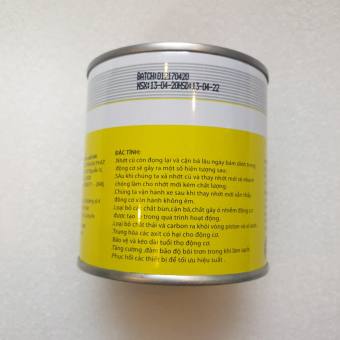 BATCH:012170420
NSX:13-04-20HSD:13-04-22
ĐẶC TÍNH:
Nhớt cũ còn đọng lại và cặn bã lâu ngày bám dính trong
động cơ sẽ gây ra một số hiện tượng sau:
Sau khi chúng ta xả nhớt cũ và thay nhớt mới sẽ nhanh
chóng làm cho nhớt mới kém chất lượng.
Chúng ta vận hành xe sau khi thay nhớt mới vẫn thấy
động cơ vận hành không êm.
Loại bỏ các chất bùn, cặn bã, chất gây ô nhiễm động cơ
được tạo ra trong quá trình hoạt động.
Loại bỏ chất thải và carbon ra khỏi vòng piston và
Trung hòa các axit có hại cho động cơ.
Bảo vệ và kéo dài tuổi thọ động cơ.
Tăng cường, đảm bảo độ bôi trơn trong khi làm sạch.
Phục hồi các thiết bị để tối ưu hiệu suất.